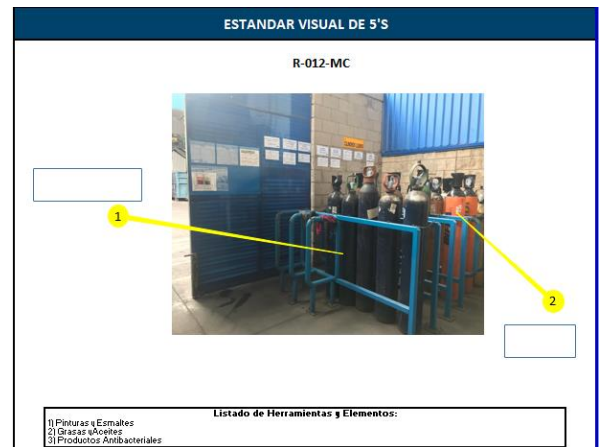 ESTANDAR VISUAL DE 5'S
R-012-MC
1
2
Listado de Herramientas y Elementos:
1) Pinturas y Esmaltes
2) Grasas yAceites
3) Productos Antibacteriales